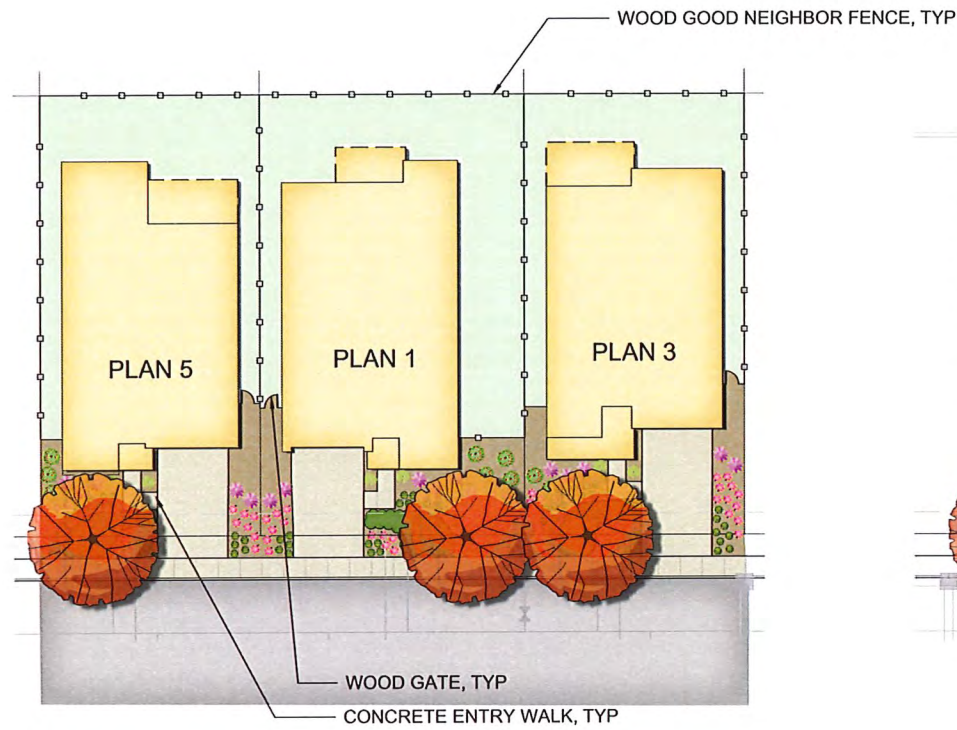 WOOD GOOD NEIGHBOR FENCE, TYP
PLAN 5
PLAN 1
PLAN 3
WOOD GATE, TYP
CONCRETE ENTRY WALK, TYP